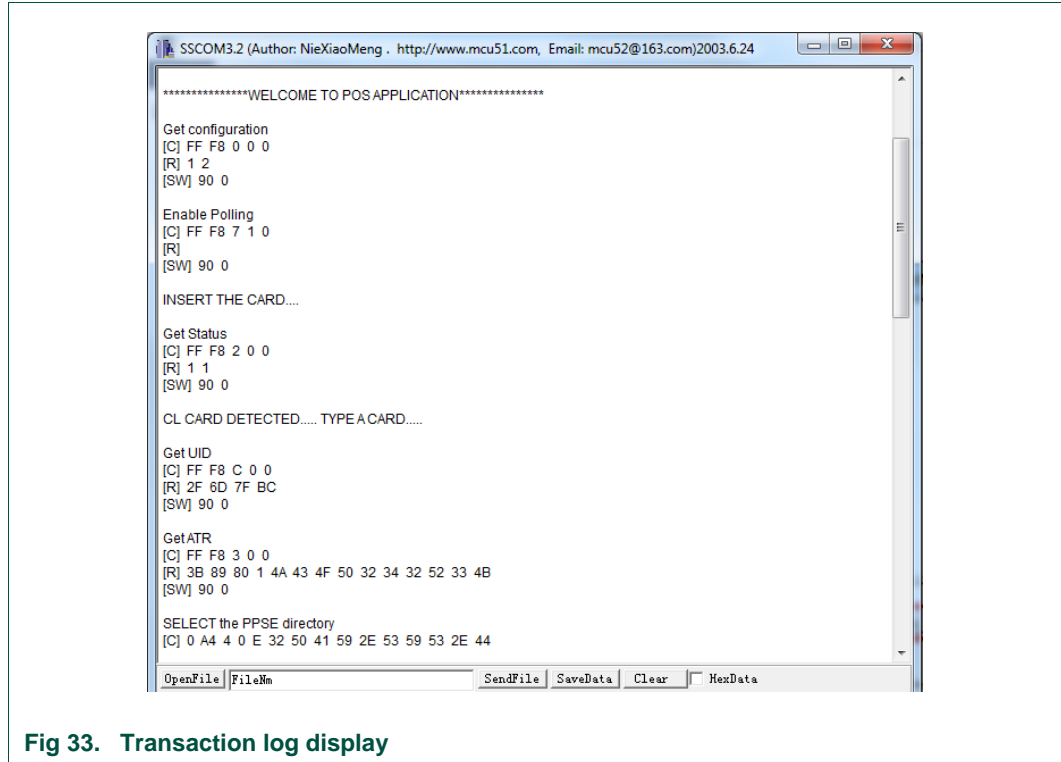 SSCOM3.2 (Author: NieXiaoMeng . http://www.mcu51.com, Email: mcu52@163.com)2003.6.24
***************WELCOME TO POS APPLICATION***************
Get configuration
[C] FF F8 0 0 0
[R] 1 2
[SW] 90 0
Enable Polling
[C] FF F8 7 1 0
[R]
[SW] 90 0
INSERT THE CARD....
Get Status
[C] FF F8 2 0 0
[R] 1 1
[SW] 90 0
CL CARD DETECTED..... TYPE A CARD.....
Get UID
[C] FF F8 C 0 0
[R] 2F 6D 7F BC
[SW] 90 0
Get ATR
[C] FF F8 3 0 0
[R] 3B 89 80 1 4A 43 4F 50 32 34 32 52 33 4B
[SW] 90 0
SELECT the PPSE directory
[C] 0 A4 4 0 E 32 50 41 59 2E 53 59 53 2E 44
OpenFile FileNm SendFile SaveData Clear HexData
Fig 33. Transaction log display